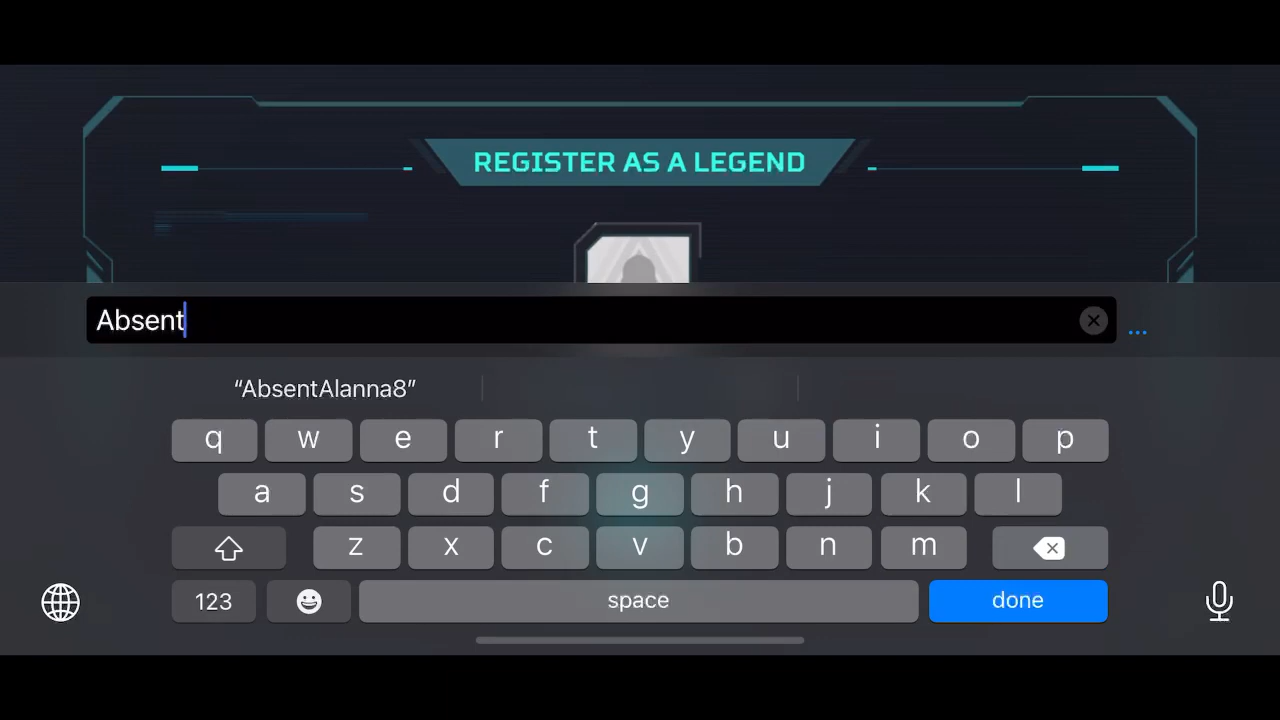 REGISTER AS A LEGEND
Absent
...
“AbsentAlanna8”
q w e r t y u i o p
a s d f g h j k l
z x c v b n m
123 space done